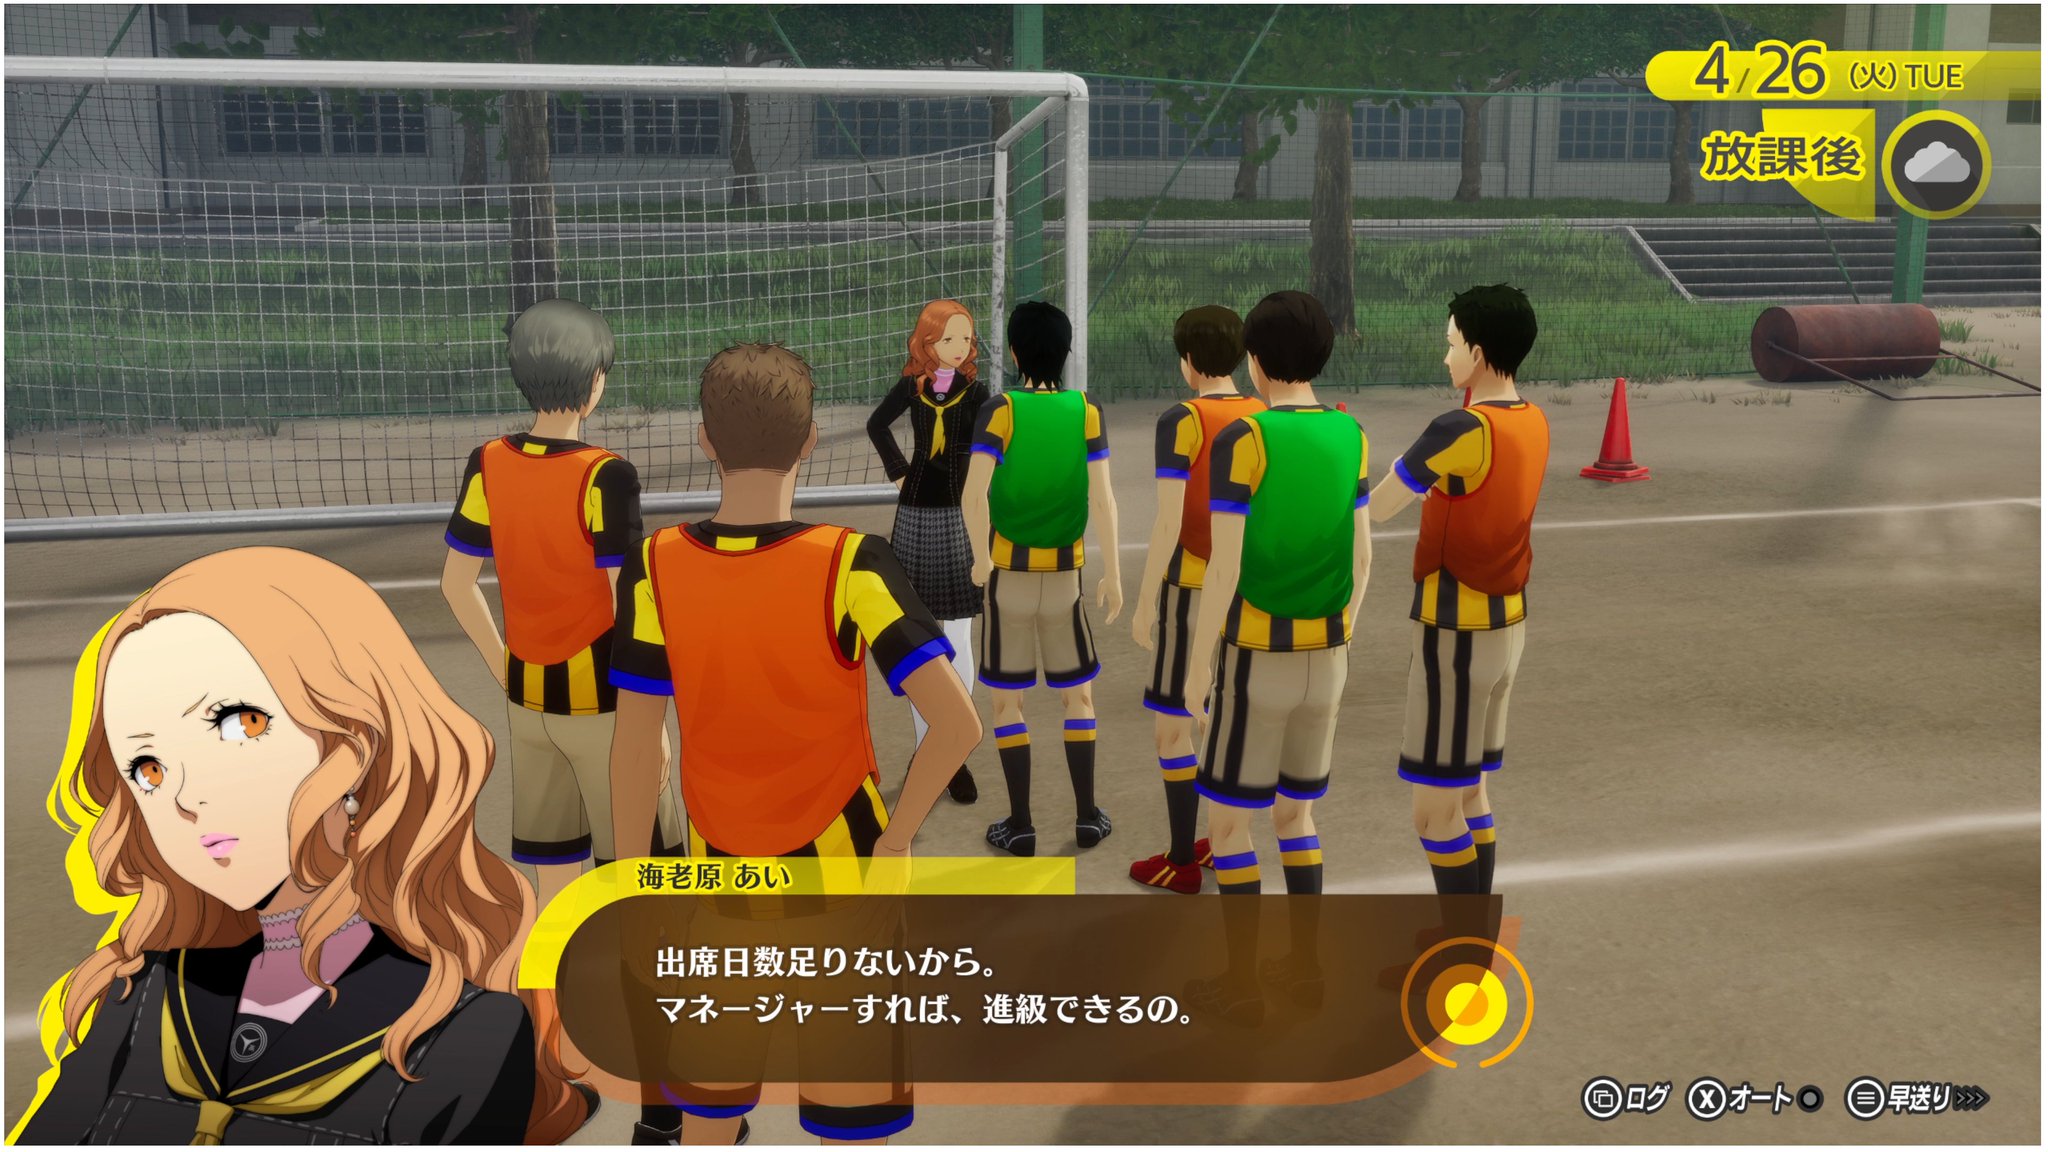 4/26 (火) TUE
放課後
海老原 あい
出席日数足りないから。
マネージャーすれば、進級できるの。
ログ X オート 早送り